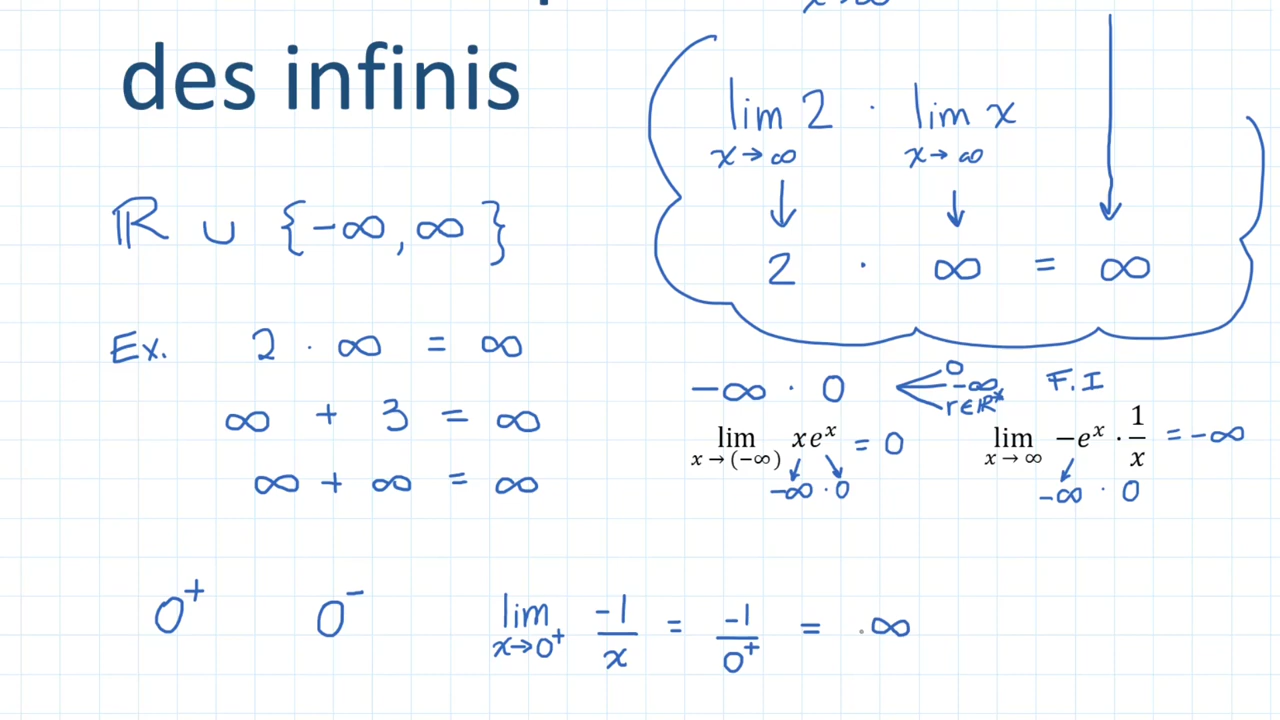 des infinis
x→∞
lim 2 · lim x
x→∞ x→∞
2 · ∞ = ∞
ℝ ∪ {-∞, ∞}
Ex. 2 · ∞ = ∞
∞ + 3 = ∞
∞ + ∞ = ∞
-∞ · 0 < 0 -∞ r∈ℝ* F.I
lim xe^x = 0
x→(-∞)
-∞ · 0
lim -e^x · 1/x = -∞
x→∞
-∞ · 0
0⁺ 0⁻
lim -1/x = -1/0⁺ = ∞
x→0⁺